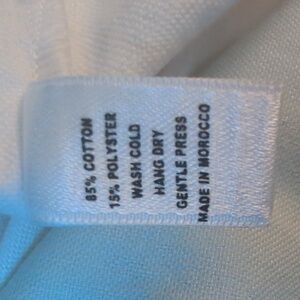 85% COTTON
15% POLYSTER
WASH COLD
HANG DRY
GENTLE PRESS
MADE IN MOROCCO